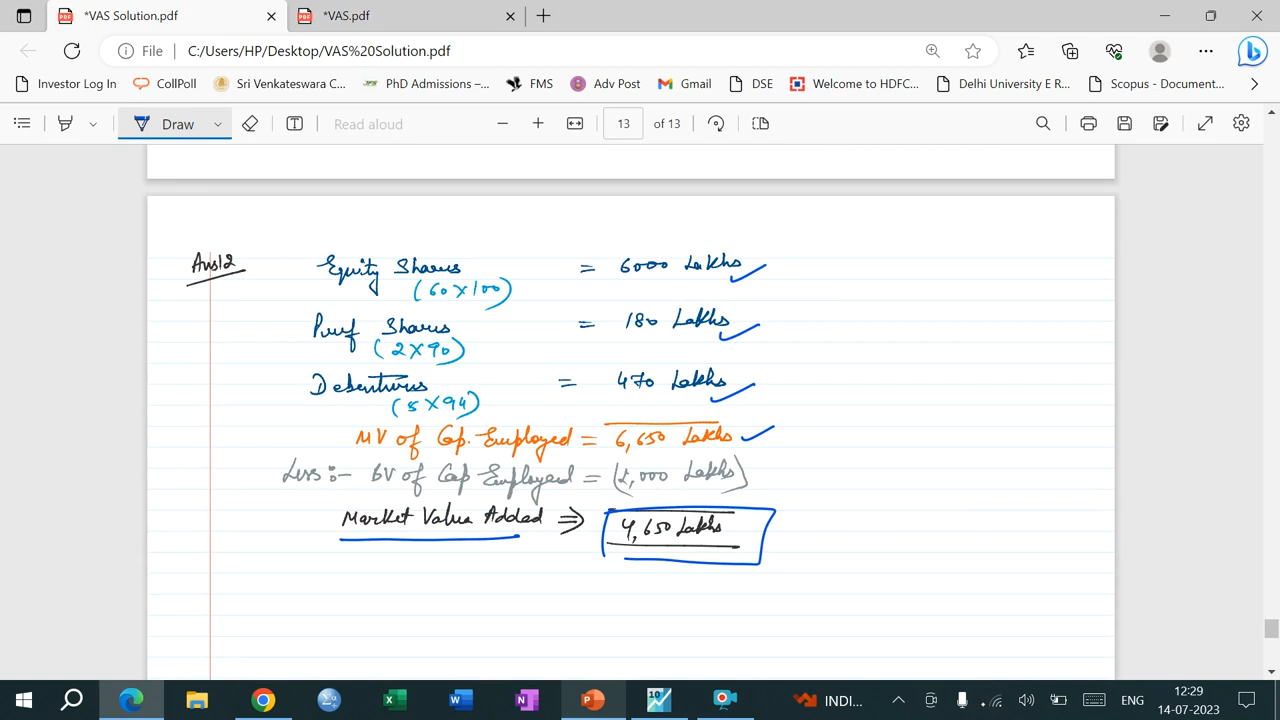 *VAS Solution.pdf
*VAS.pdf
File
C:/Users/HP/Desktop/VAS%20Solution.pdf
Investor Log In
CollPoll
Sri Venkateswara C...
PhD Admissions –...
FMS
Adv Post
Gmail
DSE
Welcome to HDFC...
Delhi University E R...
Scopus - Document...
Draw
Read aloud
13 of 13
Ans12
Equity Shares = 6000 Lakhs
(60 X 100)
Pref Shares = 180 Lakhs
(2 X 90)
Debentures = 470 Lakhs
(5 X 94)
MV of Cap. Employed = 6,650 Lakhs
Less :- BV of Cap Employed = (2,000 Lakhs)
Market Value Added ⇒ 4,650 Lakhs
INDI...
ENG
12:29
14-07-2023